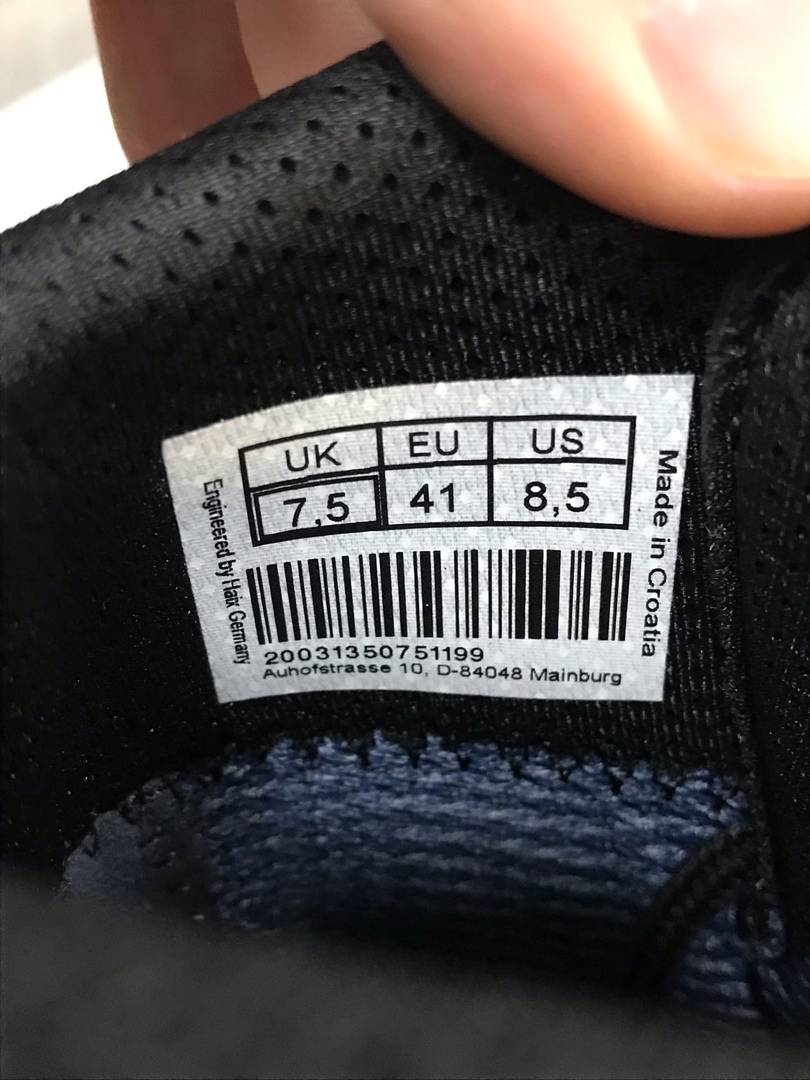 UK EU US
7,5 41 8,5
Engineered by Haix Germany
Made in Croatia
20031350751199
Auhofstrasse 10, D-84048 Mainburg